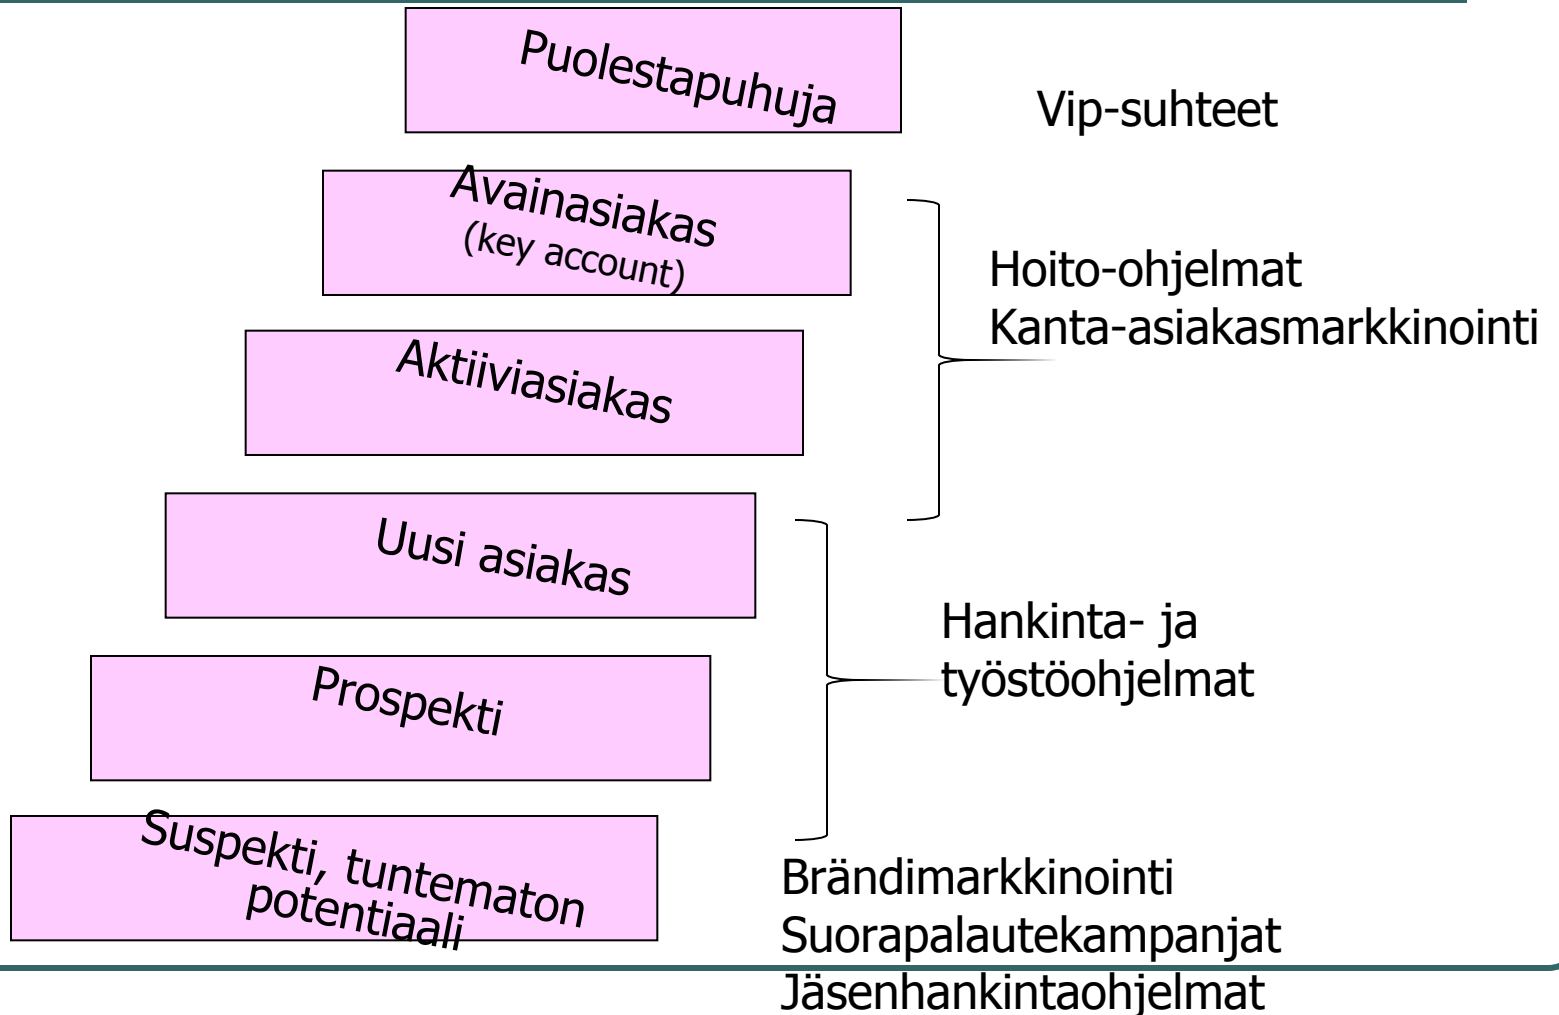 Puolestapuhuja
Vip-suhteet
Avainasiakas
(key account)
Hoito-ohjelmat
Kanta-asiakasmarkkinointi
Aktiiviasiakas
Uusi asiakas
Hankinta- ja
työstöohjelmat
Prospekti
Suspekti, tuntematon
potentiaali
Brändimarkkinointi
Suorapalautekampanjat
Jäsenhankintaohjelmat